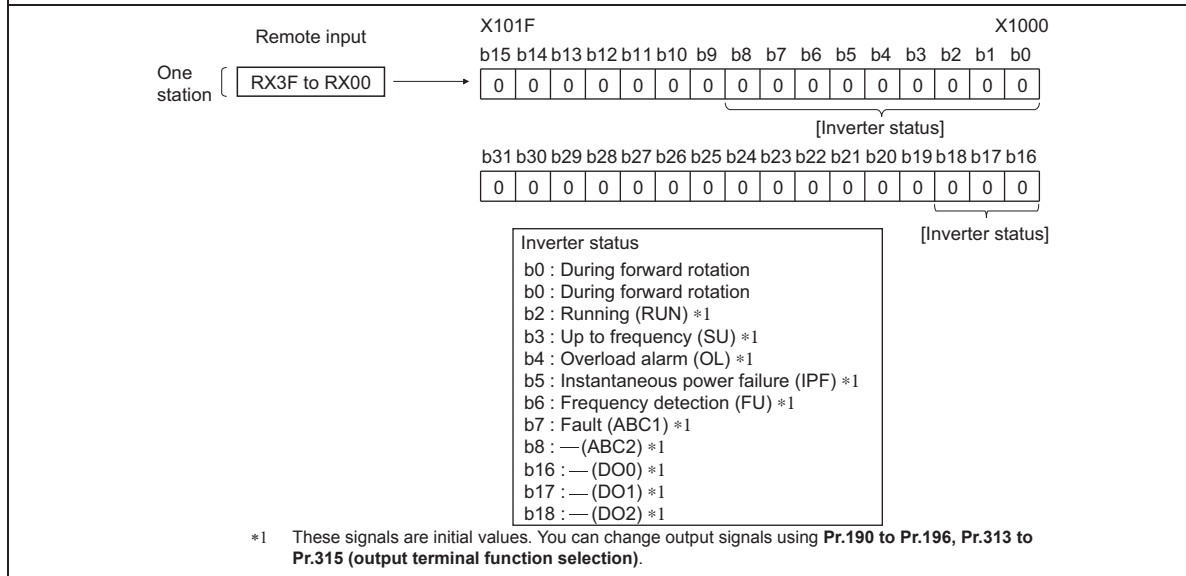 X101F X1000
Remote input
b15 b14 b13 b12 b11 b10 b9 b8 b7 b6 b5 b4 b3 b2 b1 b0
One
station
RX3F to RX00
0 0 0 0 0 0 0 0 0 0 0 0 0 0 0 0
[Inverter status]
b31 b30 b29 b28 b27 b26 b25 b24 b23 b22 b21 b20 b19 b18 b17 b16
0 0 0 0 0 0 0 0 0 0 0 0 0 0 0 0
[Inverter status]
Inverter status
b0 : During forward rotation
b0 : During forward rotation
b2 : Running (RUN) *1
b3 : Up to frequency (SU) *1
b4 : Overload alarm (OL) *1
b5 : Instantaneous power failure (IPF) *1
b6 : Frequency detection (FU) *1
b7 : Fault (ABC1) *1
b8 : — (ABC2) *1
b16 : — (DO0) *1
b17 : — (DO1) *1
b18 : — (DO2) *1
*1 These signals are initial values. You can change output signals using Pr.190 to Pr.196, Pr.313 to
Pr.315 (output terminal function selection).